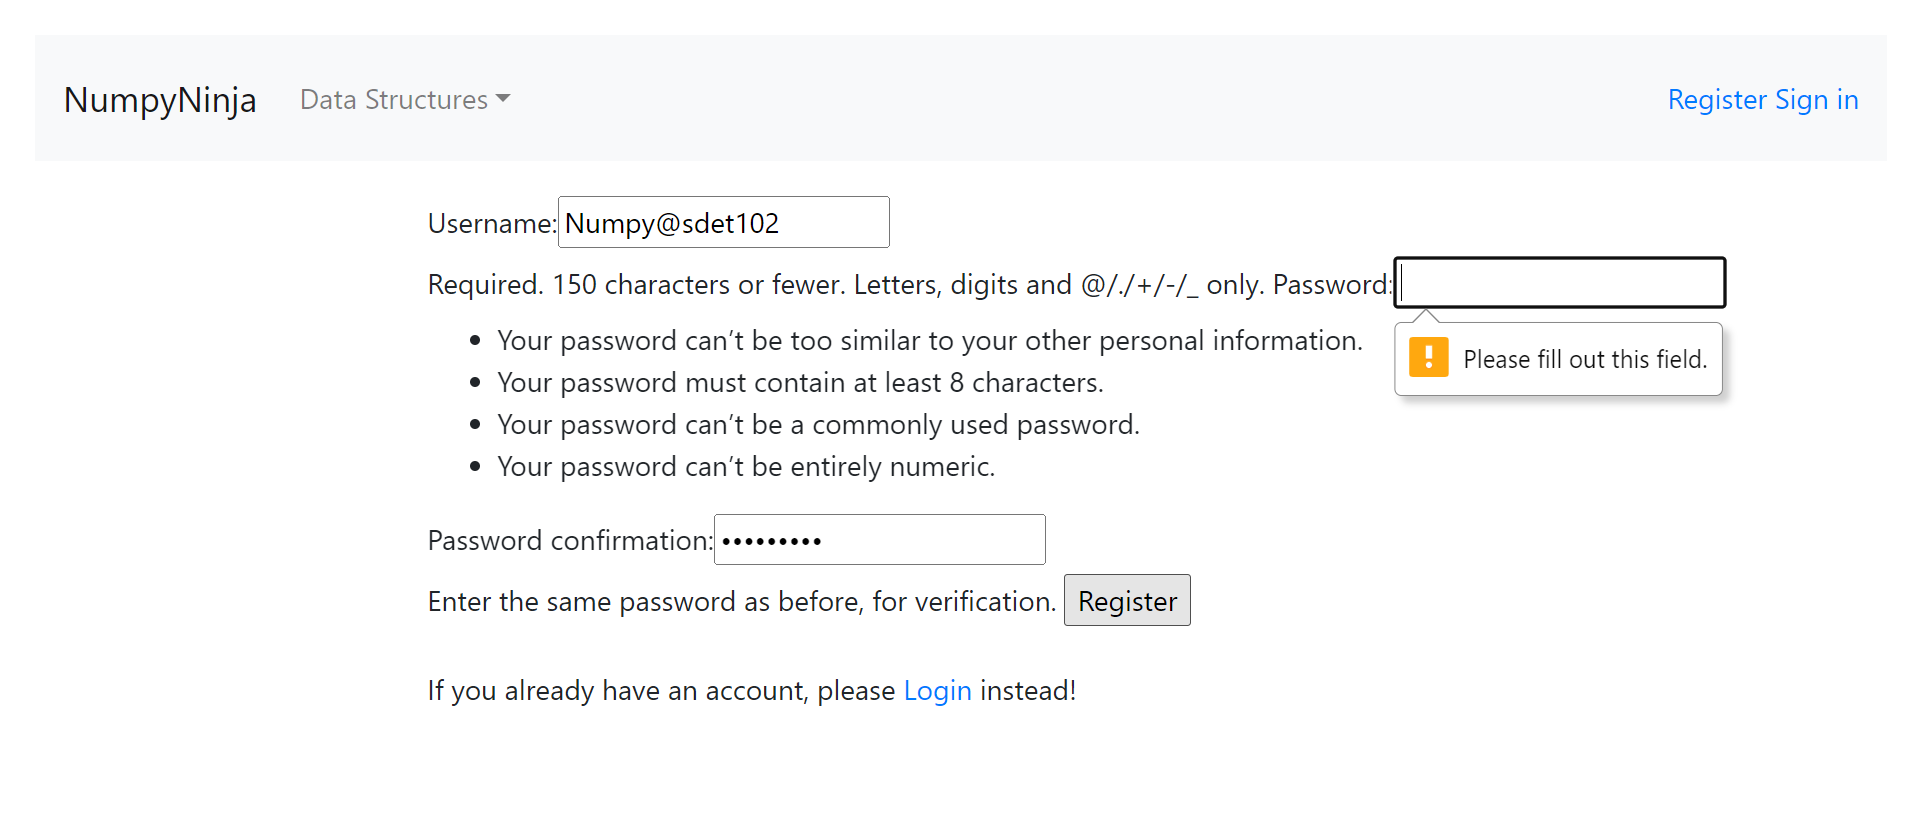 NumpyNinja Data Structures Register Sign in
Username: Numpy@sdet102
Required. 150 characters or fewer. Letters, digits and @/./+/-/_ only. Password:
Please fill out this field.
• Your password can’t be too similar to your other personal information.
• Your password must contain at least 8 characters.
• Your password can’t be a commonly used password.
• Your password can’t be entirely numeric.
Password confirmation: •••••••••
Enter the same password as before, for verification. Register
If you already have an account, please Login instead!